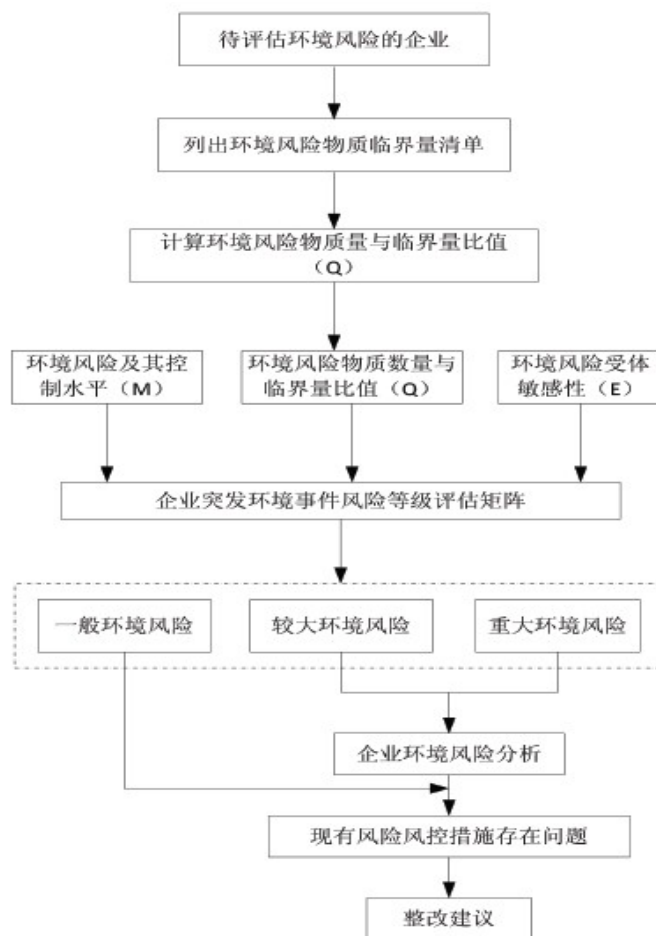 待评估环境风险的企业
列出环境风险物质临界量清单
计算环境风险物质量与临界量比值
（Q）
环境风险及其控
制水平（M）
环境风险物质数量与
临界量比值（Q）
环境风险受体
敏感性（E）
企业突发环境事件风险等级评估矩阵
一般环境风险
较大环境风险
重大环境风险
企业环境风险分析
现有风险风控措施存在问题
整改建议